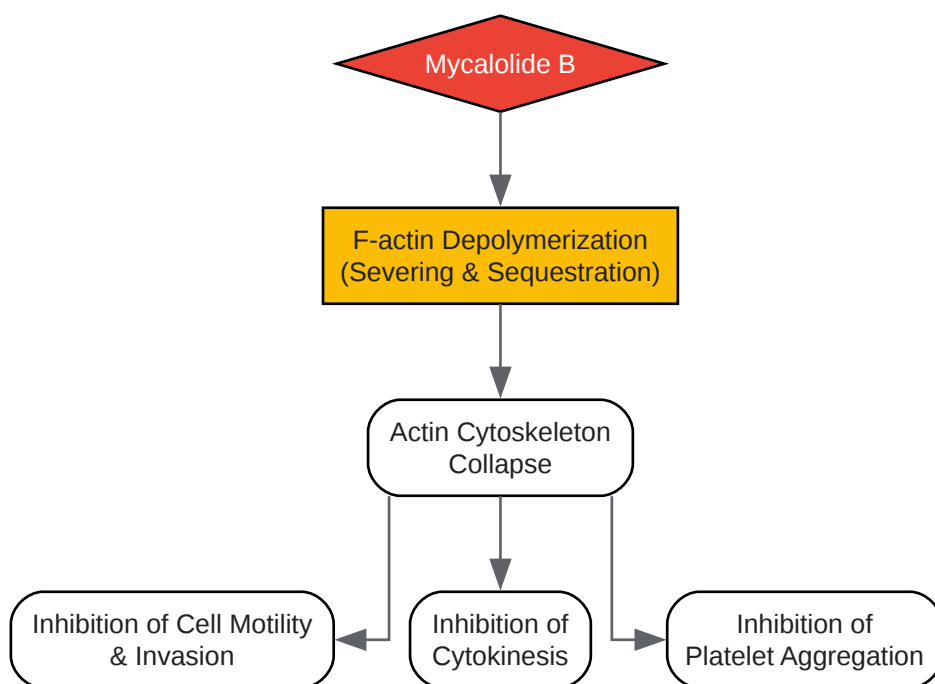 Mycalolide B
F-actin Depolymerization
(Severing & Sequestration)
Actin Cytoskeleton
Collapse
Inhibition of Cell Motility
& Invasion
Inhibition of
Cytokinesis
Inhibition of
Platelet Aggregation